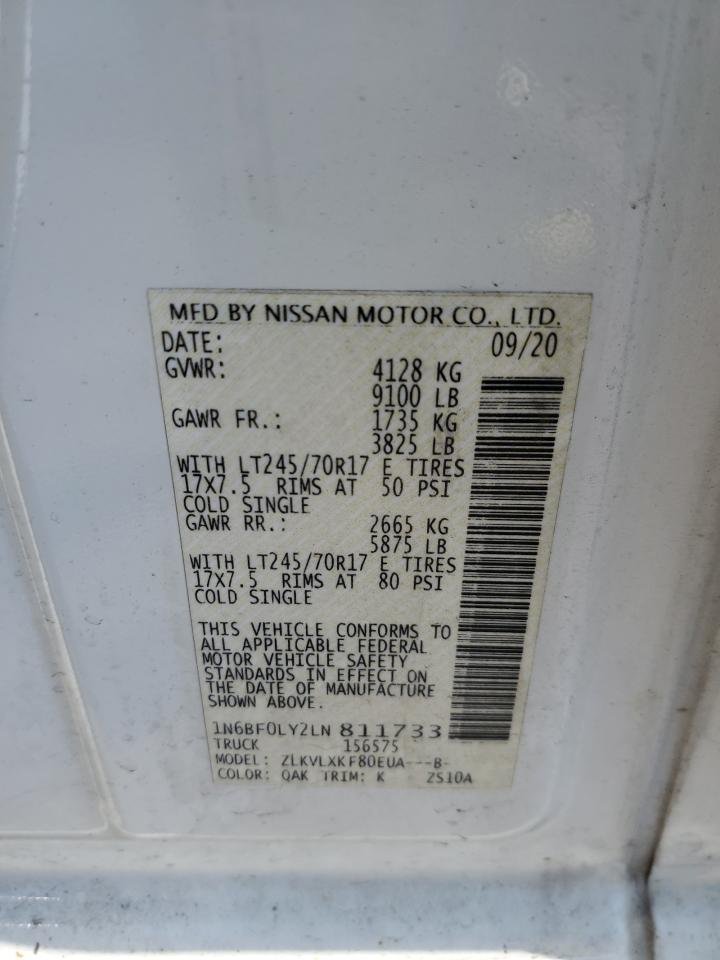 MFD BY NISSAN MOTOR CO., LTD.
DATE: 09/20
GVWR: 4128 KG
9100 LB
GAWR FR.: 1735 KG
3825 LB
WITH LT245/70R17 E TIRES
17X7.5 RIMS AT 50 PSI
COLD SINGLE
GAWR RR.: 2665 KG
5875 LB
WITH LT245/70R17 E TIRES
17X7.5 RIMS AT 80 PSI
COLD SINGLE
THIS VEHICLE CONFORMS TO
ALL APPLICABLE FEDERAL
MOTOR VEHICLE SAFETY
STANDARDS IN EFFECT ON
THE DATE OF MANUFACTURE
SHOWN ABOVE.
1N6BF0LY2LN 811733
TRUCK 156575
MODEL: ZLKVLXKF80EUA---B-
COLOR: QAK TRIM: K ZS10A